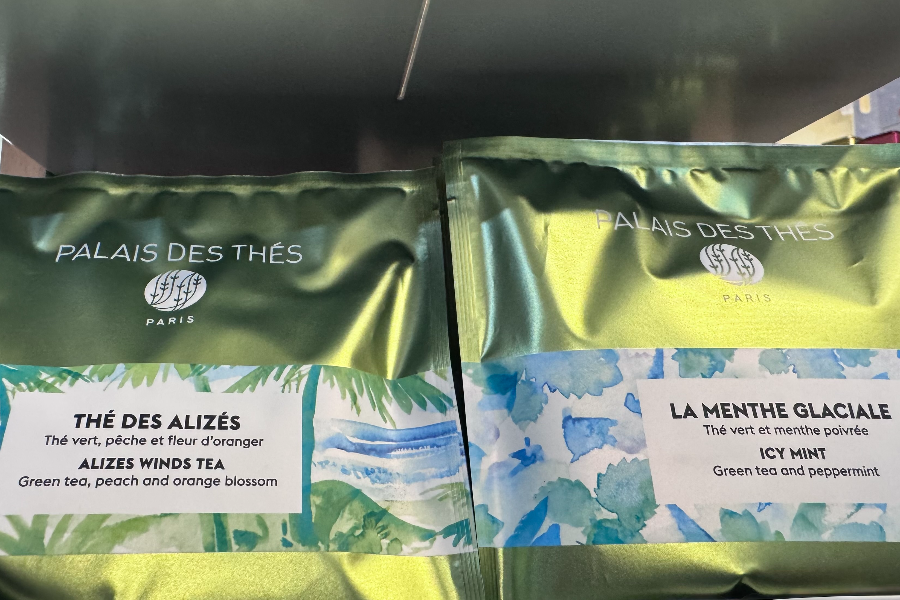 PALAIS DES THÉS
PARIS
THÉ DES ALIZÉS
Thé vert, pêche et fleur d'oranger
ALIZES WINDS TEA
Green tea, peach and orange blossom
PALAIS DES THÉS
PARIS
LA MENTHE GLACIALE
Thé vert et menthe poivrée
ICY MINT
Green tea and peppermint